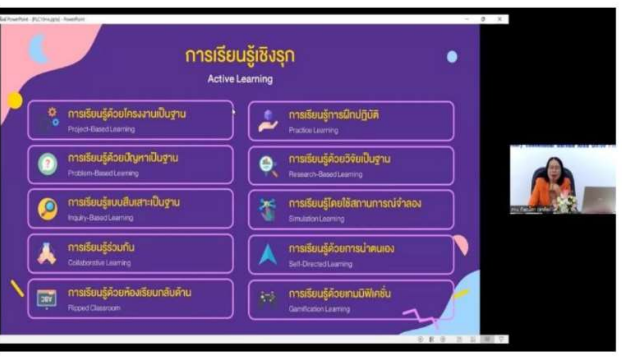 การเรียนรู้เชิงรุก
Active Learning
การเรียนรู้ด้วยโครงงานเป็นฐาน
Project-Based Learning
การเรียนรู้ด้วยปัญหาเป็นฐาน
Problem-Based Learning
การเรียนรู้แบบสืบเสาะเป็นฐาน
Inquiry-Based Learning
การเรียนรู้ร่วมกัน
Collaborative Learning
การเรียนรู้ด้วยห้องเรียนกลับด้าน
Flipped Classroom
การเรียนรู้การฝึกปฏิบัติ
Practice Learning
การเรียนรู้ด้วยวิจัยเป็นฐาน
Research-Based Learning
การเรียนรู้โดยใช้สถานการณ์จำลอง
Simulation Learning
การเรียนรู้ด้วยการนำตนเอง
Self-Directed Learning
การเรียนรู้ด้วยเกมมิฟิเคชั่น
Gamification Learning